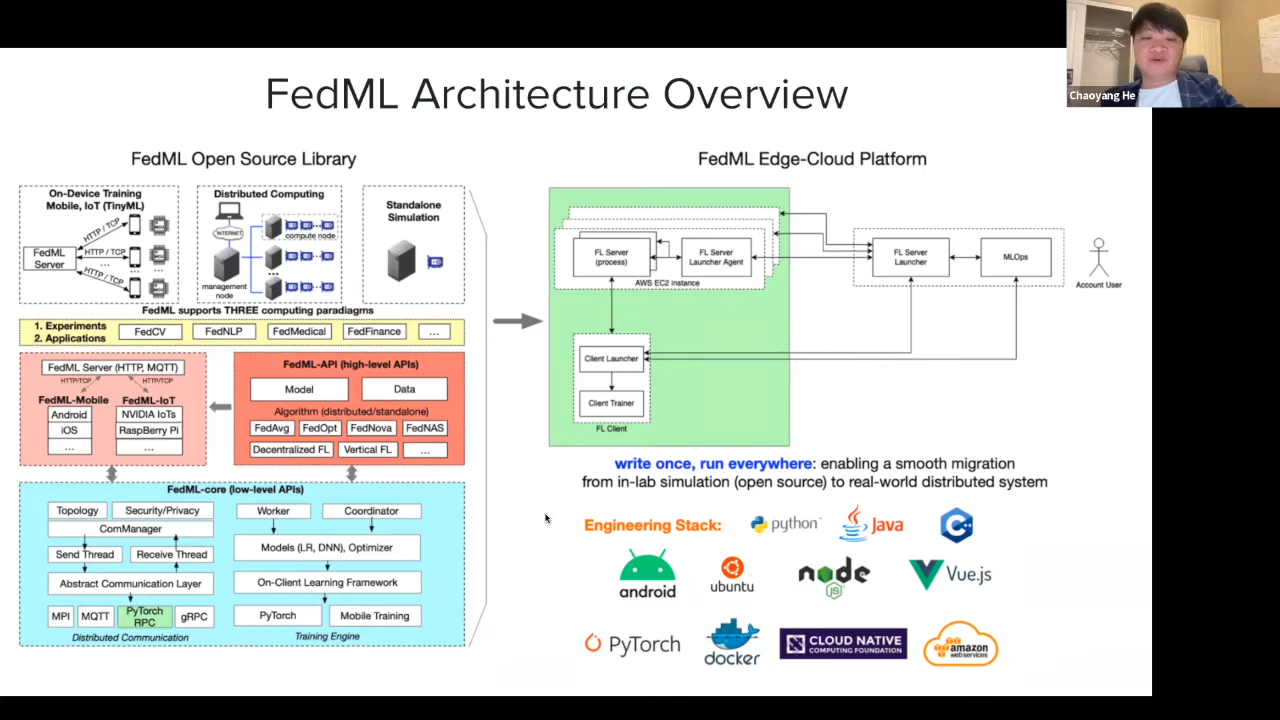 FedML Architecture Overview
Chaoyang He
FedML Open Source Library
On-Device Training
Mobile, IoT (TinyML)
FedML
Server
HTTP / TCP
HTTP / TCP
...
HTTP / TCP
...
...
Distributed Computing
INTERNET
compute node
...
management
node
Standalone
Simulation
FedML supports THREE computing paradiagms
1. Experiments
2. Applications
FedCV
FedNLP
FedMedical
FedFinance
...
FedML Server (HTTP, MQTT)
HTTP/TCP
HTTP/TCP
FedML-Mobile
Android
iOS
...
FedML-IoT
NVIDIA IoTs
RaspBerry Pi
...
FedML-API (high-level APIs)
Model
Data
Algorithm (distributed/standalone)
FedAvg
FedOpt
FedNova
FedNAS
Decentralized FL
Vertical FL
...
FedML-core (low-level APIs)
Topology
Security/Privacy
ComManager
Send Thread
Receive Thread
Abstract Communication Layer
MPI
MQTT
PyTorch
RPC
gRPC
Distributed Communication
Worker
Coordinator
Models (LR, DNN), Optimizer
On-Client Learning Framework
PyTorch
Mobile Training
Training Engine
FedML Edge-Cloud Platform
FL Server
(process)
FL Server
Launcher Agent
AWS EC2 instance
FL Server
Launcher
MLOps
Account User
Client Launcher
Client Trainer
FL Client
write once, run everywhere: enabling a smooth migration
from in-lab simulation (open source) to real-world distributed system
Engineering Stack:
python
Java
C++
android
ubuntu
node
JS
Vue.js
PyTorch
docker
CLOUD NATIVE
COMPUTING FOUNDATION
amazon
webservices